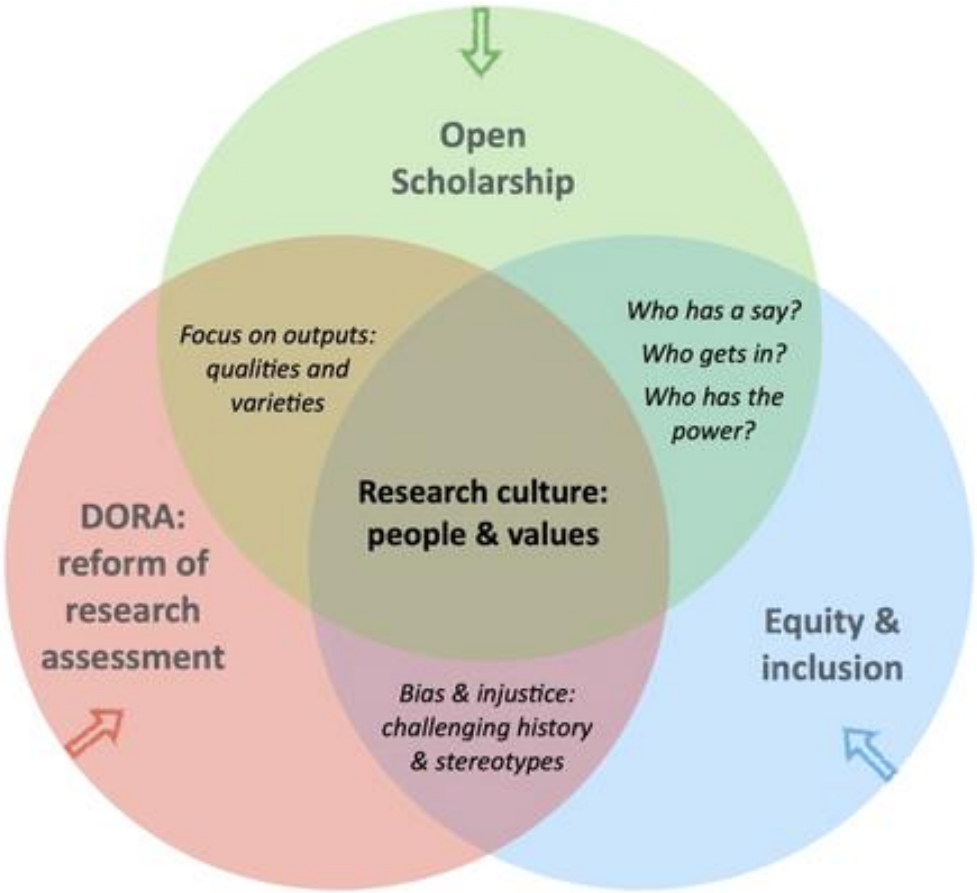 Open
Scholarship
Focus on outputs:
qualities and
varieties
Who has a say?
Who gets in?
Who has the
power?
Research culture:
people & values
DORA:
reform of
research
assessment
Equity &
inclusion
Bias & injustice:
challenging history
& stereotypes